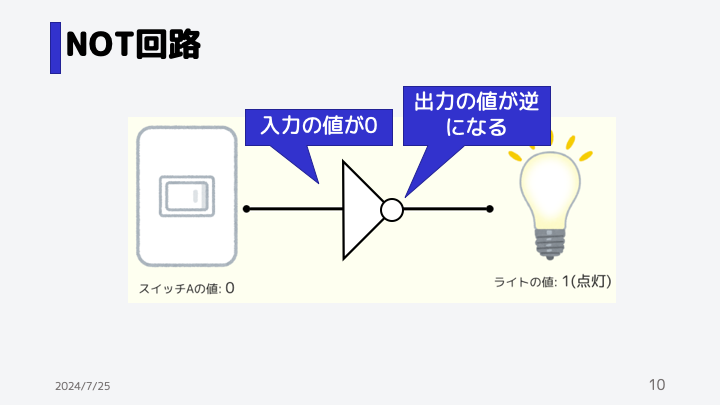 NOT回路
入力の値が0
出力の値が逆
になる
スイッチAの値: 0
ライトの値: 1(点灯)
2024/7/25
10